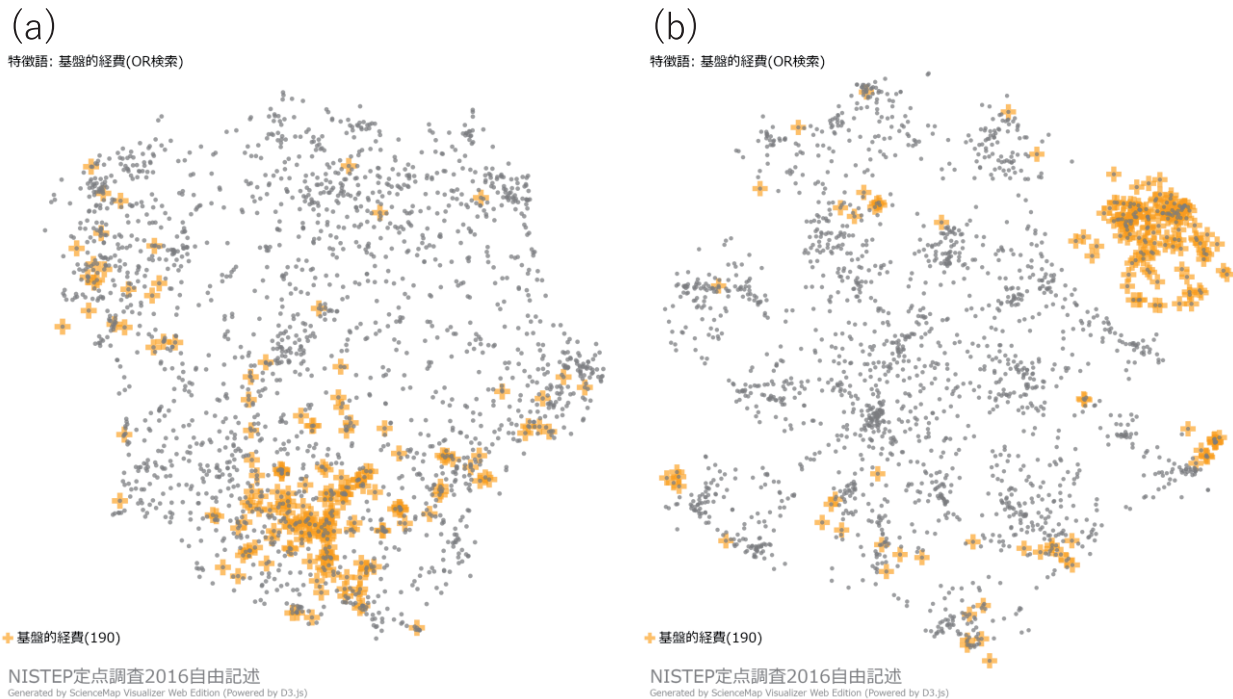 (a)
特徴語: 基盤的経費(OR検索)
基盤的経費(190)
NISTEP定点調査2016自由記述
Generated by ScienceMap Visualizer Web Edition (Powered by D3.js)
(b)
特徴語: 基盤的経費(OR検索)
基盤的経費(190)
NISTEP定点調査2016自由記述
Generated by ScienceMap Visualizer Web Edition (Powered by D3.js)